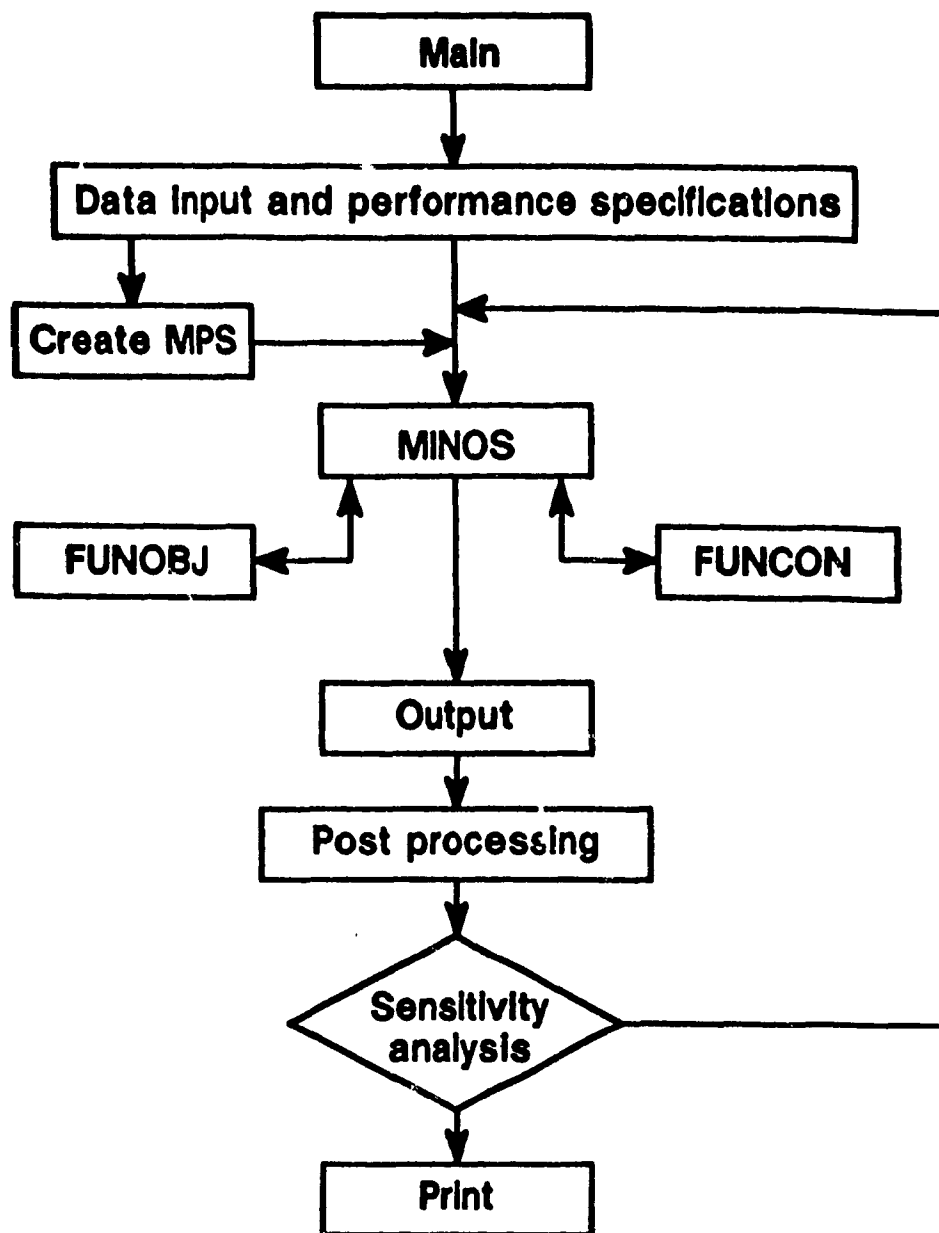 Main
Data input and performance specifications
Create MPS
MINOS
FUNOBJ
FUNCON
Output
Post processing
Sensitivity
analysis
Print